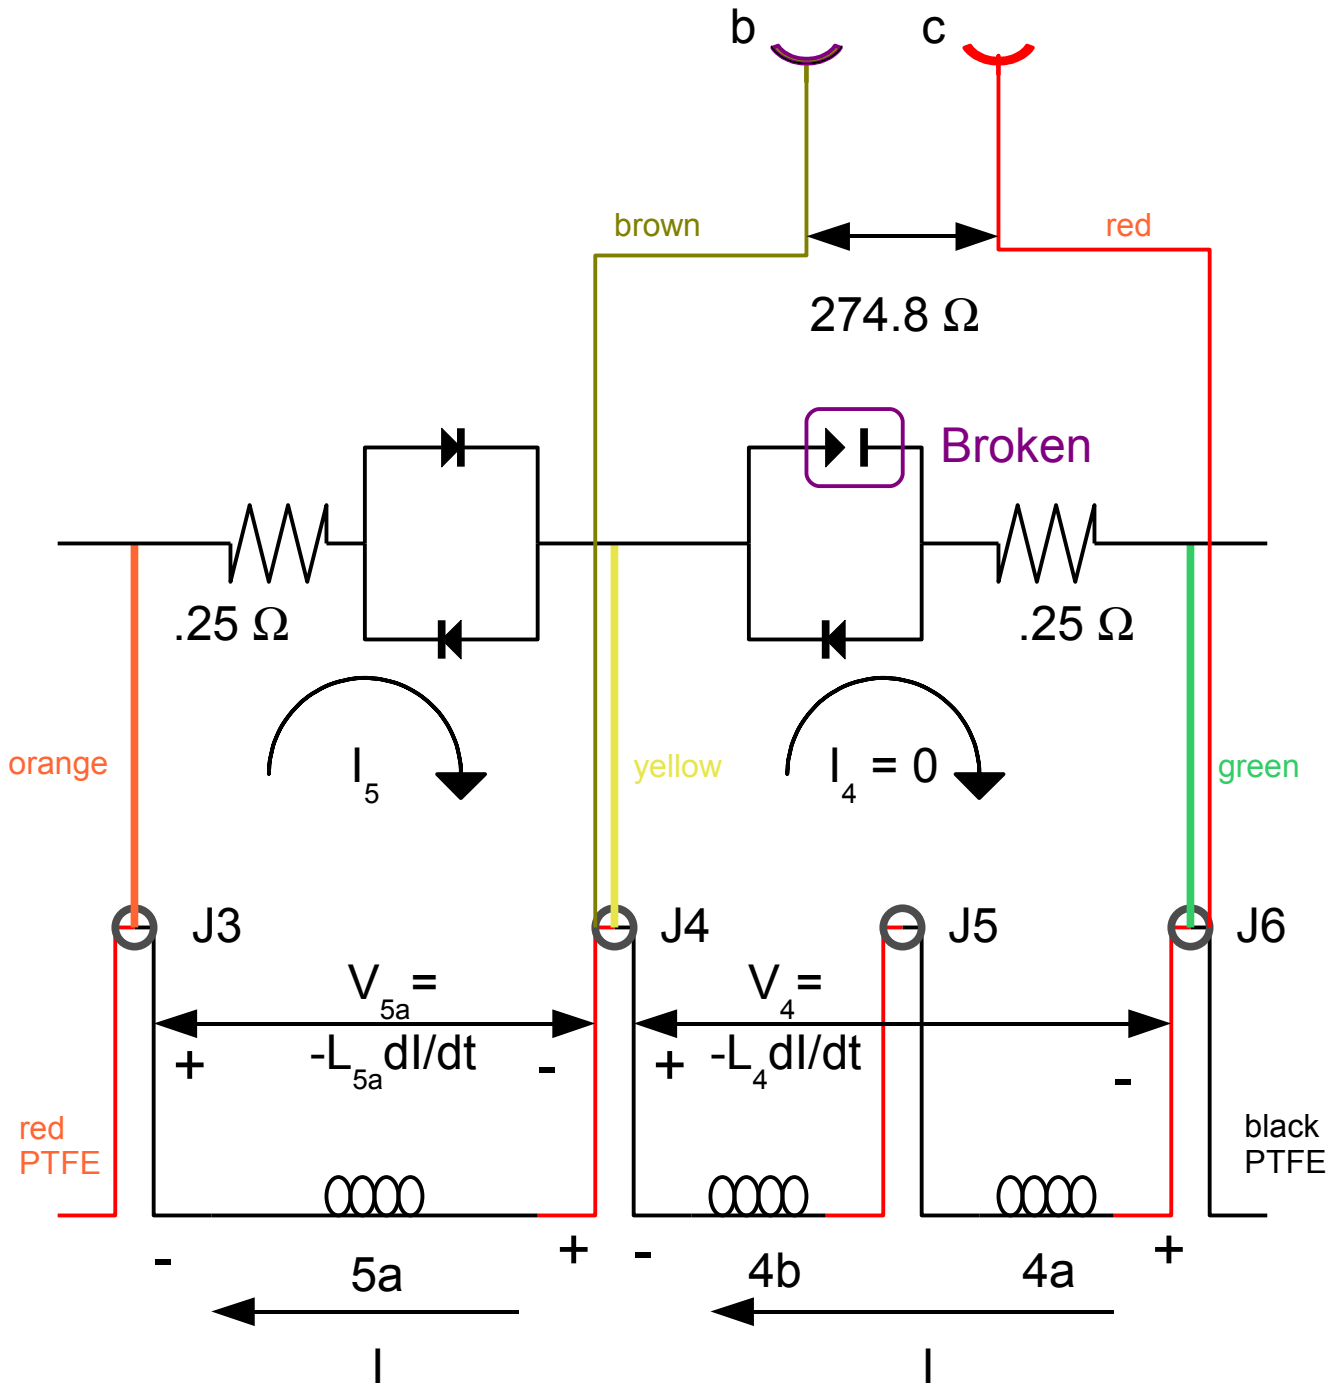 b
c
brown
red
274.8 Ω
Broken
.25 Ω
.25 Ω
orange
I5
yellow
I4 = 0
green
J3
J4
J5
J6
V5a=
-L5adI/dt
+
-
V4=
-L4dI/dt
+
-
red
PTFE
black
PTFE
-
+
-
+
5a
4b
4a
I
I